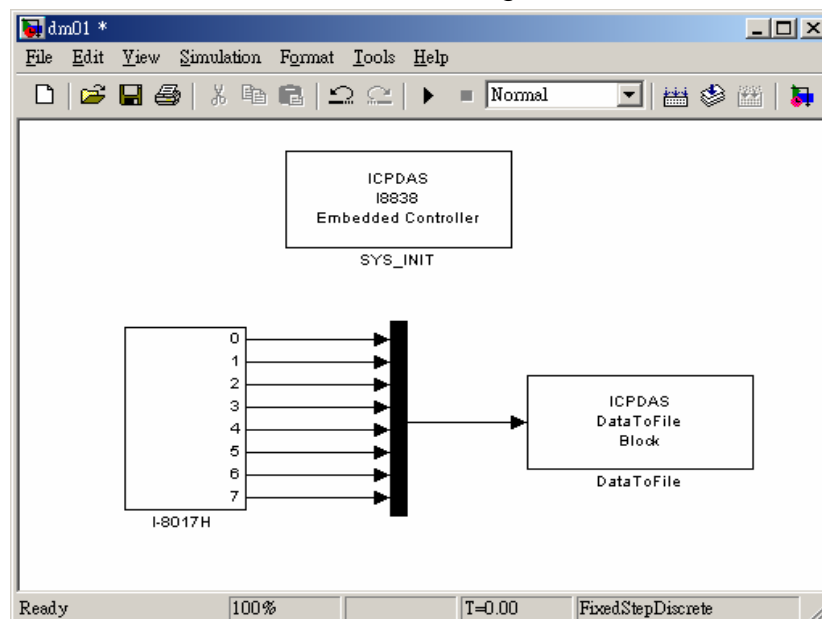 dm01 *
File Edit View Simulation Format Tools Help
Normal
ICPDAS
I8838
Embedded Controller
SYS_INIT
0
1
2
3
4
5
6
7
I-8017H
ICPDAS
DataToFile
Block
DataToFile
Ready 100% T=0.00 FixedStepDiscrete